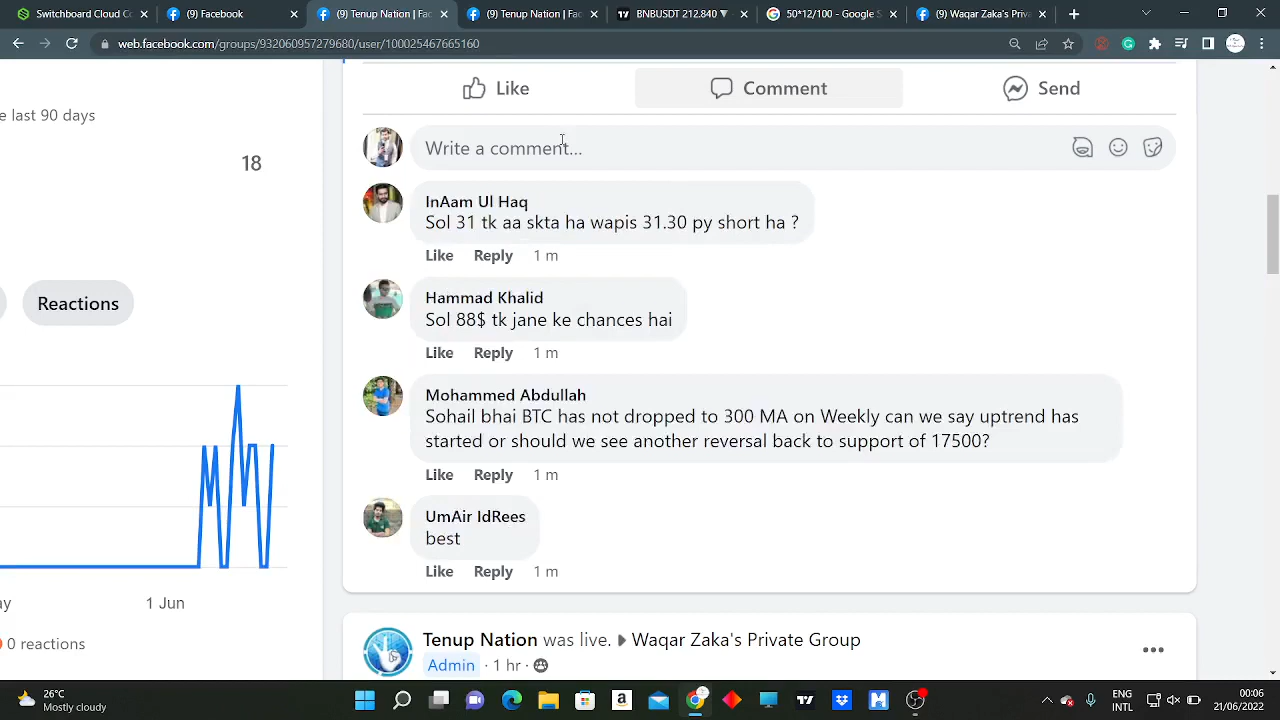 Switchboard Cloud Co
(9) Facebook
(9) Tenup Nation | Fac
(9) Tenup Nation | Fac
BNBUSDT 212.840 ▼
50*12/100 - Google S
(9) Waqar Zaka's Priv
web.facebook.com/groups/932060957279680/user/100025467665160
e last 90 days
18
Reactions
ay
1 Jun
0 reactions
Like
Comment
Send
Write a comment...
InAam Ul Haq
Sol 31 tk aa skta ha wapis 31.30 py short ha ?
Like Reply 1 m
Hammad Khalid
Sol 88$ tk jane ke chances hai
Like Reply 1 m
Mohammed Abdullah
Sohail bhai BTC has not dropped to 300 MA on Weekly can we say uptrend has
started or should we see another reversal back to support of 17500?
Like Reply 1 m
UmAir IdRees
best
Like Reply 1 m
Tenup Nation was live. ▶ Waqar Zaka's Private Group
Admin · 1 hr ·
26°C
Mostly cloudy
ENG
INTL
00:06
21/06/2022